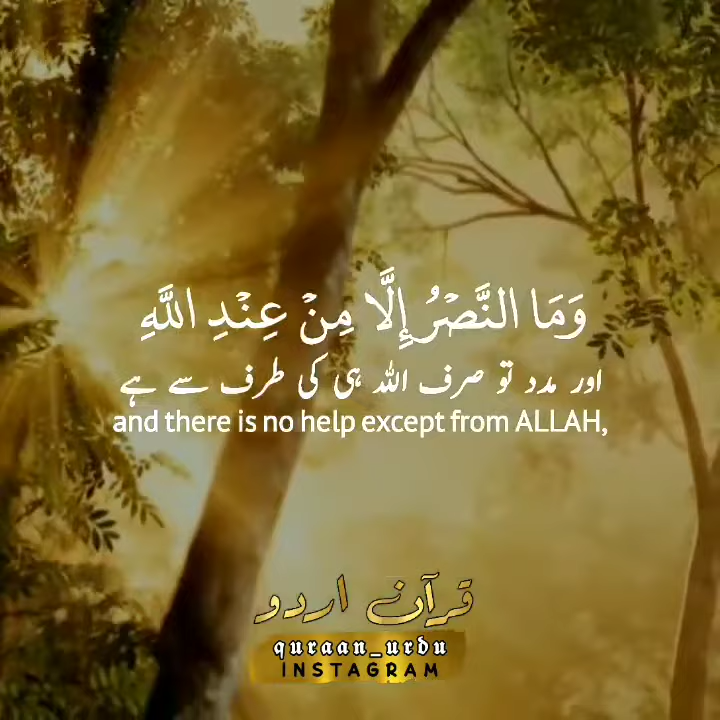 وَمَا النَّصْرُ إِلَّا مِنْ عِنْدِ اللَّهِ
اور مدد تو صرف اللہ ہی کی طرف سے ہے
and there is no help except from ALLAH,
قرآن اردو
quraan_urdu
INSTAGRAM